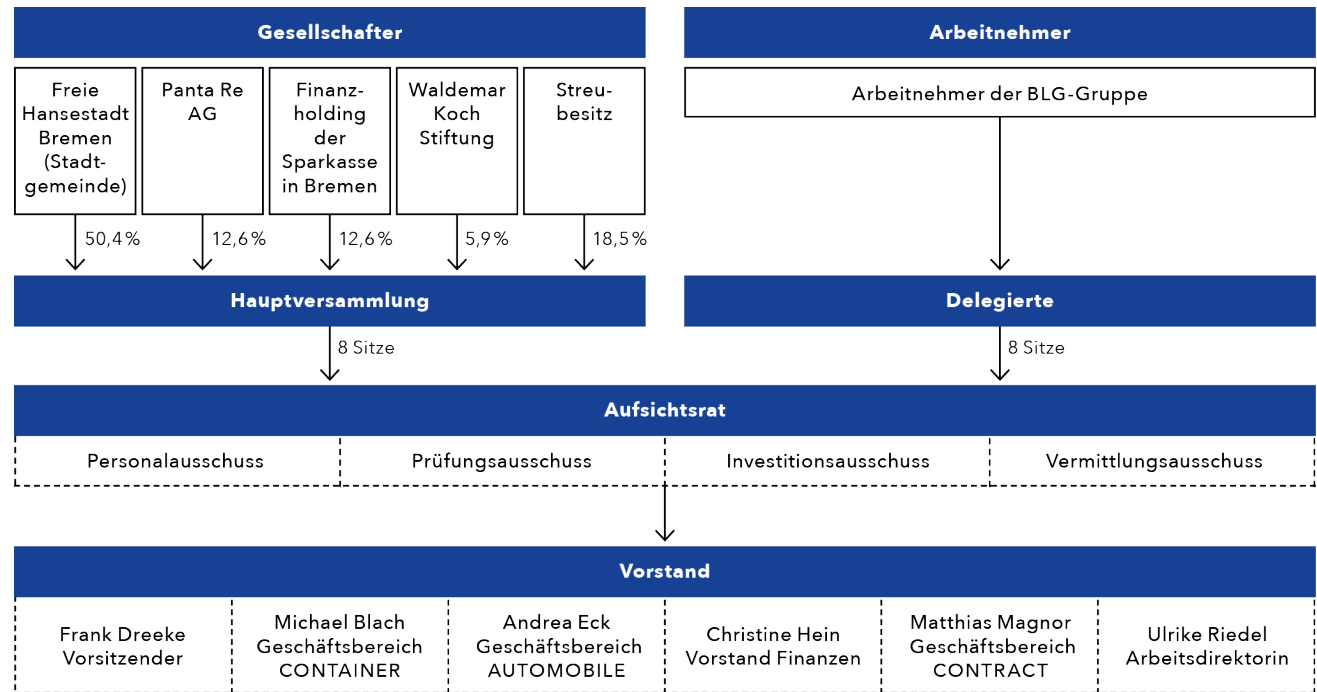 Gesellschafter
Arbeitnehmer
Freie
Hansestadt
Bremen
(Stadt-
gemeinde)
Panta Re
AG
Finanz-
holding
der
Sparkasse
in Bremen
Waldemar
Koch
Stiftung
Streu-
besitz
Arbeitnehmer der BLG-Gruppe
50,4 %
12,6 %
12,6 %
5,9 %
18,5 %
Hauptversammlung
Delegierte
8 Sitze
8 Sitze
Aufsichtsrat
Personalausschuss
Prüfungsausschuss
Investitionsausschuss
Vermittlungsausschuss
Vorstand
Frank Dreeke
Vorsitzender
Michael Blach
Geschäftsbereich
CONTAINER
Andrea Eck
Geschäftsbereich
AUTOMOBILE
Christine Hein
Vorstand Finanzen
Matthias Magnor
Geschäftsbereich
CONTRACT
Ulrike Riedel
Arbeitsdirektorin